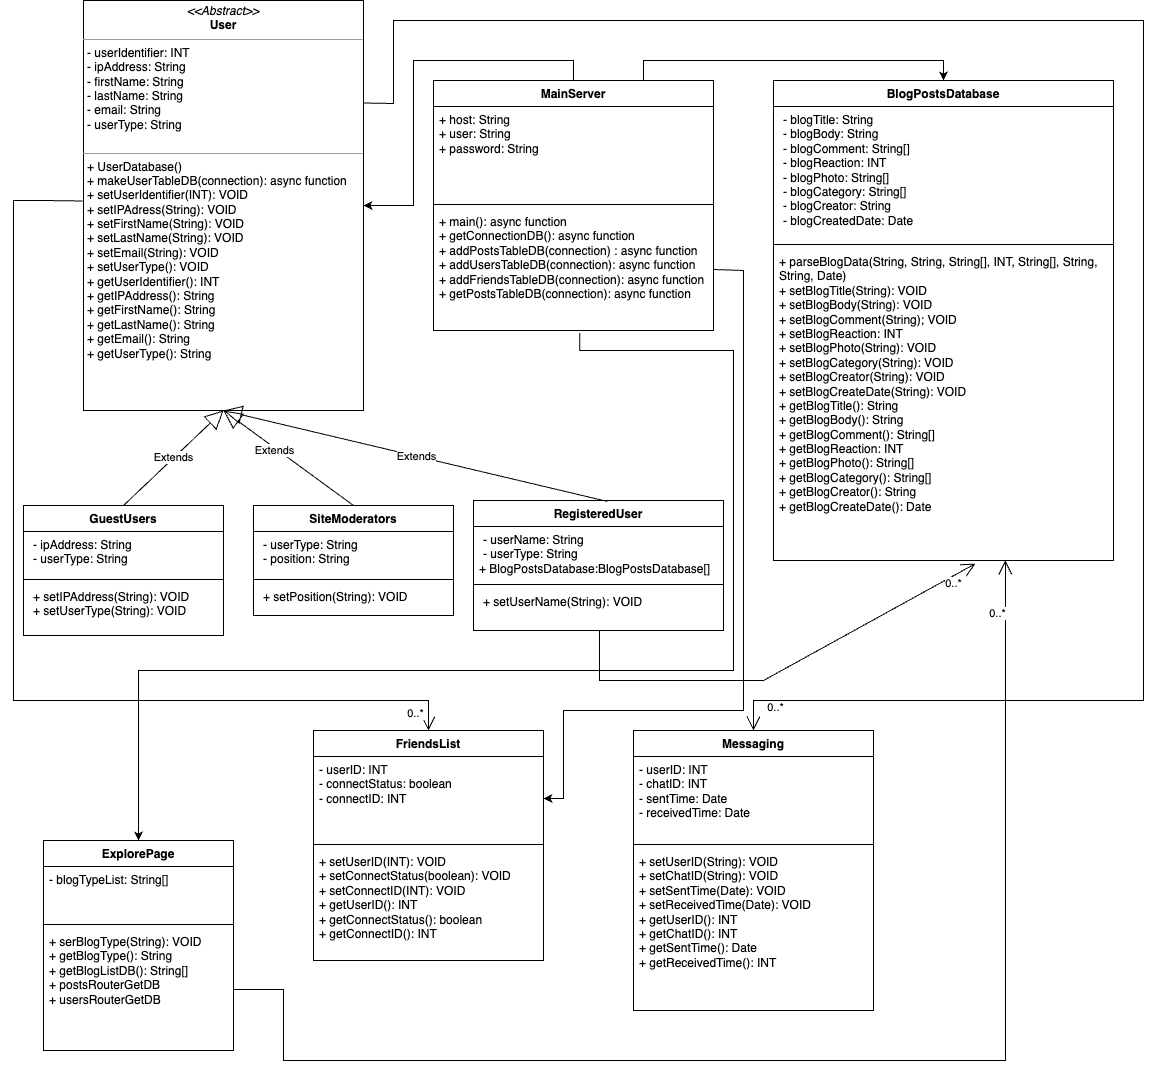 <<Abstract>>
User
- userIdentifier: INT
- ipAddress: String
- firstName: String
- lastName: String
- email: String
- userType: String
+ UserDatabase()
+ makeUserTableDB(connection): async function
+ setUserIdentifier(INT): VOID
+ setIPAdress(String): VOID
+ setFirstName(String): VOID
+ setLastName(String): VOID
+ setEmail(String): VOID
+ setUserType(): VOID
+ getUserIdentifier(): INT
+ getIPAddress(): String
+ getFirstName(): String
+ getLastName(): String
+ getEmail(): String
+ getUserType(): String
MainServer
+ host: String
+ user: String
+ password: String
+ main(): async function
+ getConnectionDB(): async function
+ addPostsTableDB(connection) : async function
+ addUsersTableDB(connection): async function
+ addFriendsTableDB(connection): async function
+ getPostsTableDB(connection): async function
BlogPostsDatabase
- blogTitle: String
- blogBody: String
- blogComment: String[]
- blogReaction: INT
- blogPhoto: String[]
- blogCategory: String[]
- blogCreator: String
- blogCreatedDate: Date
+ parseBlogData(String, String, String[], INT, String[], String,
String, Date)
+ setBlogTitle(String): VOID
+ setBlogBody(String): VOID
+ setBlogComment(String); VOID
+ setBlogReaction: INT
+ setBlogPhoto(String): VOID
+ setBlogCategory(String): VOID
+ setBlogCreator(String): VOID
+ setBlogCreateDate(String): VOID
+ getBlogTitle(): String
+ getBlogBody(): String
+ getBlogComment(): String[]
+ getBlogReaction: INT
+ getBlogPhoto(): String[]
+ getBlogCategory(): String[]
+ getBlogCreator(): String
+ getBlogCreateDate(): Date
Extends
Extends
Extends
GuestUsers
- ipAddress: String
- userType: String
+ setIPAddress(String): VOID
+ setUserType(String): VOID
SiteModerators
- userType: String
- position: String
+ setPosition(String): VOID
RegisteredUser
- userName: String
- userType: String
+ BlogPostsDatabase:BlogPostsDatabase[]
+ setUserName(String): VOID
0..*
0..*
0..*
0..*
FriendsList
- userID: INT
- connectStatus: boolean
- connectID: INT
+ setUserID(INT): VOID
+ setConnectStatus(boolean): VOID
+ setConnectID(INT): VOID
+ getUserID(): INT
+ getConnectStatus(): boolean
+ getConnectID(): INT
Messaging
- userID: INT
- chatID: INT
- sentTime: Date
- receivedTime: Date
+ setUserID(String): VOID
+ setChatID(String): VOID
+ setSentTime(Date): VOID
+ setReceivedTime(Date): VOID
+ getUserID(): INT
+ getChatID(): INT
+ getSentTime(): Date
+ getReceivedTime(): INT
ExplorePage
- blogTypeList: String[]
+ serBlogType(String): VOID
+ getBlogType(): String
+ getBlogListDB(): String[]
+ postsRouterGetDB
+ usersRouterGetDB